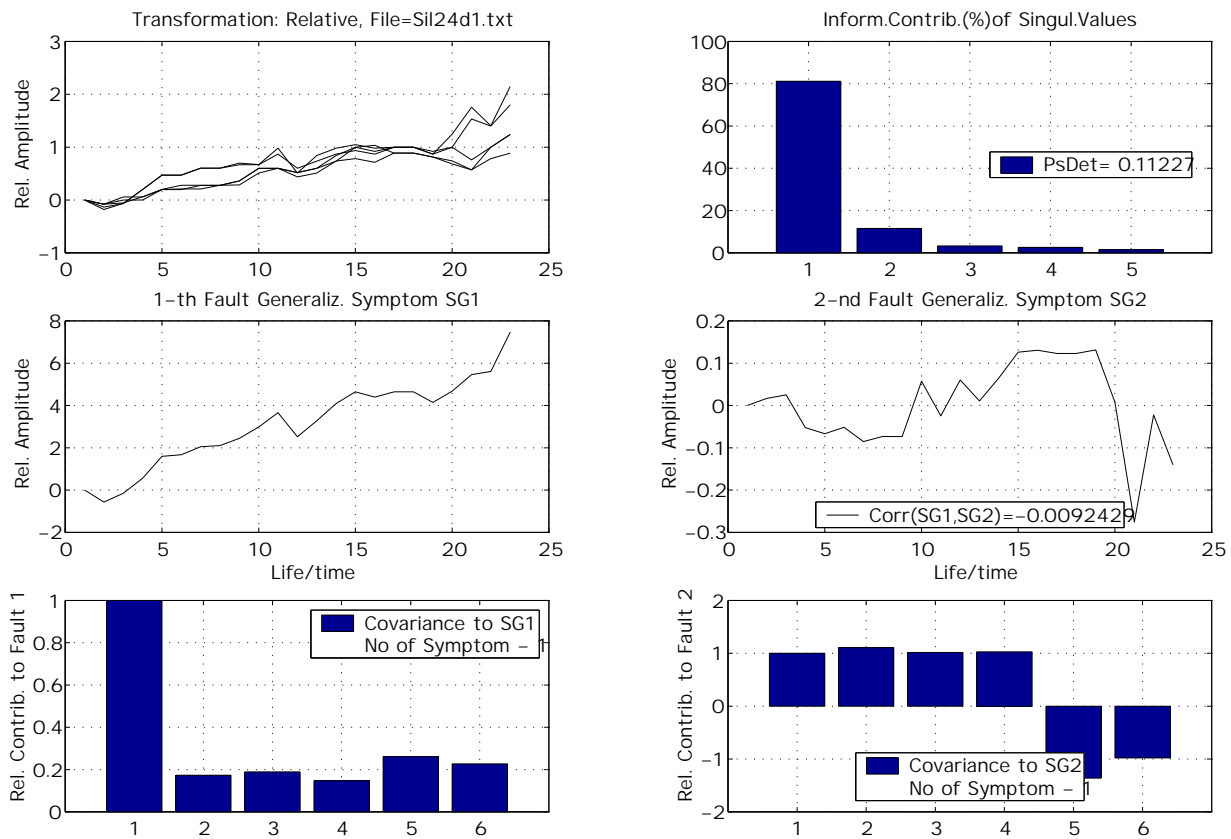 Transformation: Relative, File=Sil24d1.txt
Rel. Amplitude
3
2
1
0
−1
0 5 10 15 20 25
Inform.Contrib.(%)of Singul.Values
100
80
60
40
20
0
PsDet= 0.11227
1 2 3 4 5
1−th Fault Generaliz. Symptom SG1
Rel. Amplitude
8
6
4
2
0
−2
0 5 10 15 20 25
Life/time
2−nd Fault Generaliz. Symptom SG2
Rel. Amplitude
0.2
0.1
0
−0.1
−0.2
−0.3
Corr(SG1,SG2)=−0.0092429
0 5 10 15 20 25
Life/time
Rel. Contrib. to Fault 1
1
0.8
0.6
0.4
0.2
0
Covariance to SG1
No of Symptom − 1
1 2 3 4 5 6
Rel. Contrib. to Fault 2
2
1
0
−1
−2
Covariance to SG2
No of Symptom − 1
1 2 3 4 5 6